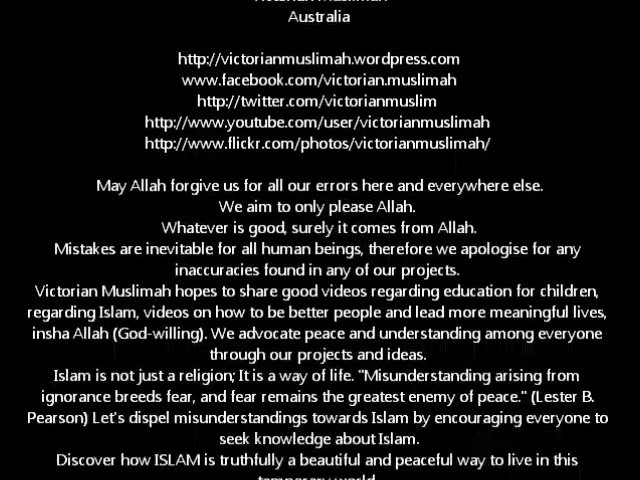 Australia
http://victorianmuslimah.wordpress.com
www.facebook.com/victorian.muslimah
http://twitter.com/victorianmuslim
http://www.youtube.com/user/victorianmuslimah
http://www.flickr.com/photos/victorianmuslimah/
May Allah forgive us for all our errors here and everywhere else.
We aim to only please Allah.
Whatever is good, surely it comes from Allah.
Mistakes are inevitable for all human beings, therefore we apologise for any
inaccuracies found in any of our projects.
Victorian Muslimah hopes to share good videos regarding education for children,
regarding Islam, videos on how to be better people and lead more meaningful lives,
insha Allah (God-willing). We advocate peace and understanding among everyone
through our projects and ideas.
Islam is not just a religion; It is a way of life. "Misunderstanding arising from
ignorance breeds fear, and fear remains the greatest enemy of peace." (Lester B.
Pearson) Let's dispel misunderstandings towards Islam by encouraging everyone to
seek knowledge about Islam.
Discover how ISLAM is truthfully a beautiful and peaceful way to live in this
temporary world